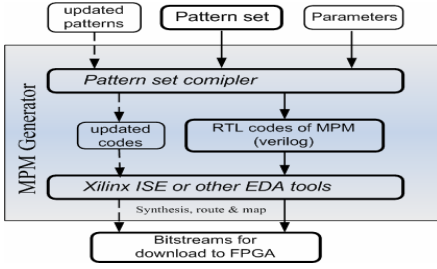 updated
patterns
Pattern set
Parameters
MPM Generator
Pattern set comipler
updated
codes
RTL codes of MPM
(verilog)
Xilinx ISE or other EDA tools
Synthesis, route & map
Bitstreams for
download to FPGA